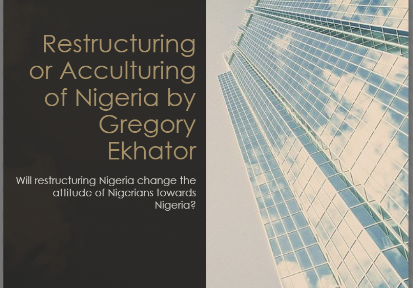 Restructuring
or Acculturing
of Nigeria by
Gregory
Ekhator
Will restructuring Nigeria change the
attitude of Nigerians towards
Nigeria?